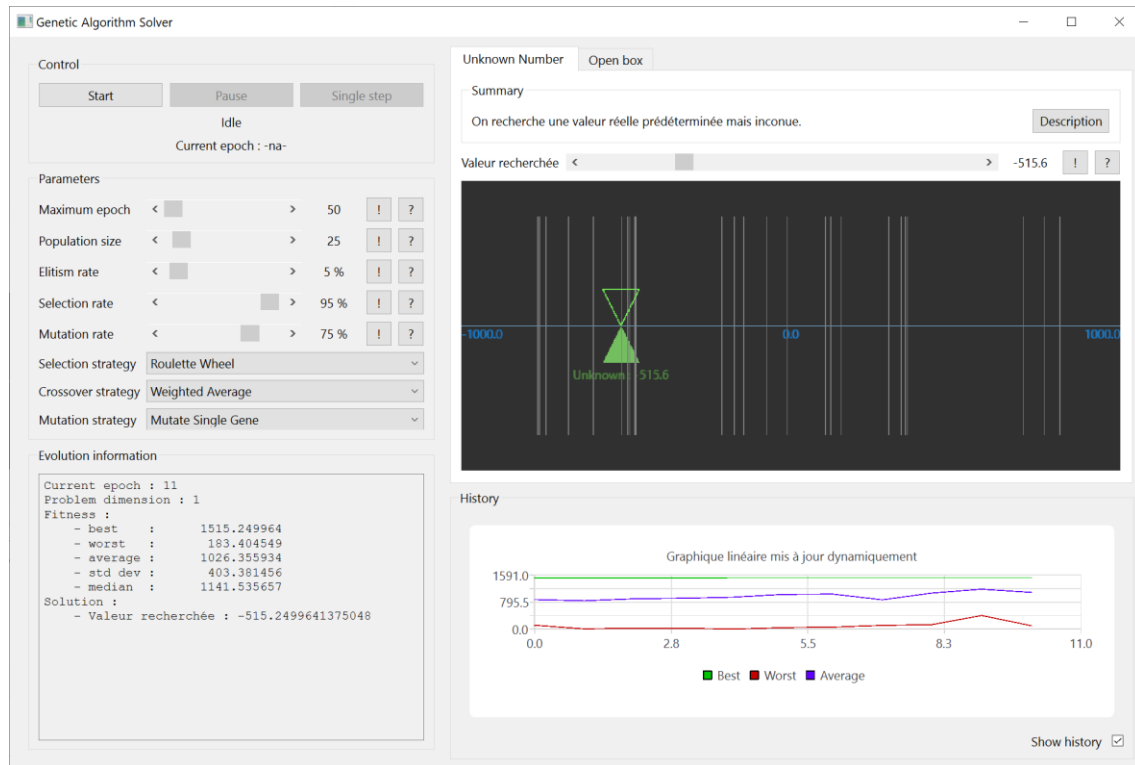 Genetic Algorithm Solver
Control
Start
Pause
Single step
Idle
Current epoch : -na-
Parameters
Maximum epoch < > 50 ! ?
Population size < > 25 ! ?
Elitism rate < > 5 % ! ?
Selection rate < > 95 % ! ?
Mutation rate < > 75 % ! ?
Selection strategy Roulette Wheel
Crossover strategy Weighted Average
Mutation strategy Mutate Single Gene
Evolution information
Current epoch : 11
Problem dimension : 1
Fitness :
- best : 1515.249964
- worst : 183.404549
- average : 1026.355934
- std dev : 403.381456
- median : 1141.535657
Solution :
- Valeur recherchée : -515.2499641375048
Unknown Number
Open box
Summary
On recherche une valeur réelle prédéterminée mais inconue.
Description
Valeur recherchée < > -515.6 ! ?
-1000.0 0.0 1000.0
Unknown : -515.6
History
Graphique linéaire mis à jour dynamiquement
1591.0
795.5
0.0
0.0 2.8 5.5 8.3 11.0
Best Worst Average
Show history